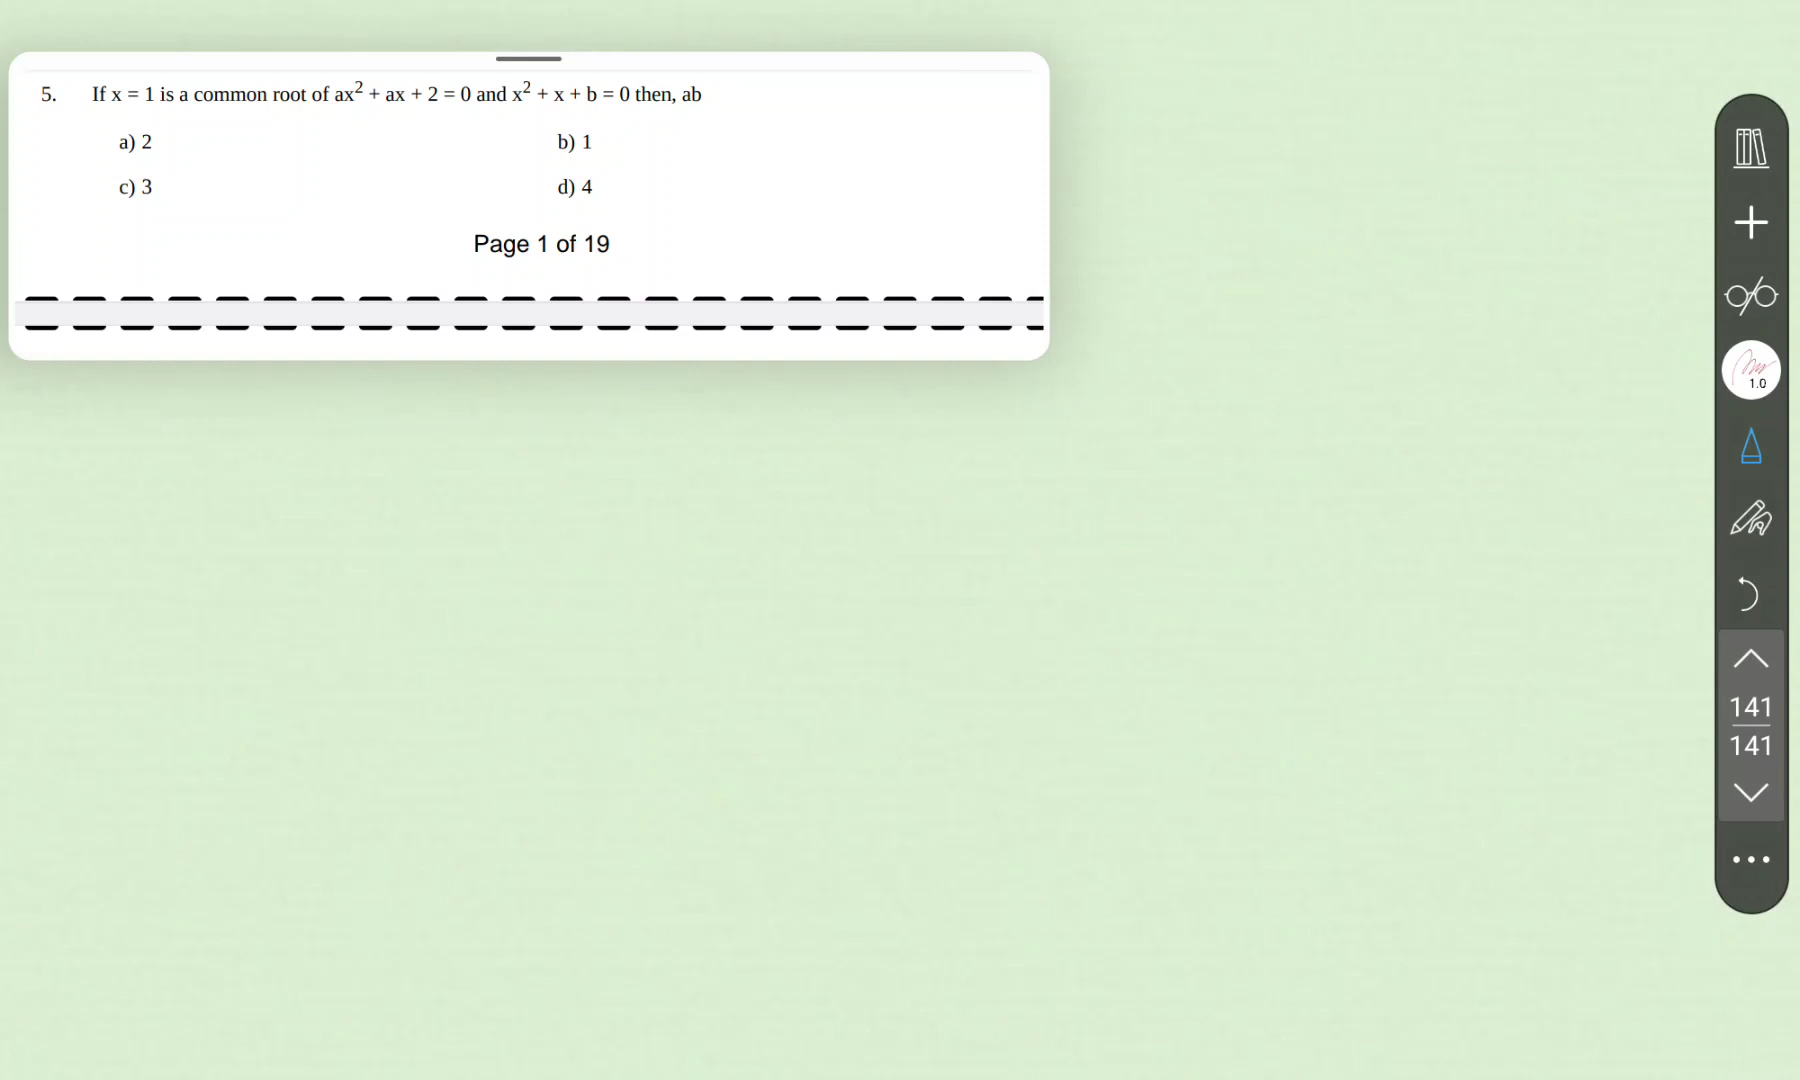 5. If x = 1 is a common root of ax² + ax + 2 = 0 and x² + x + b = 0 then, ab
a) 2 b) 1
c) 3 d) 4
Page 1 of 19
1.0
141
141